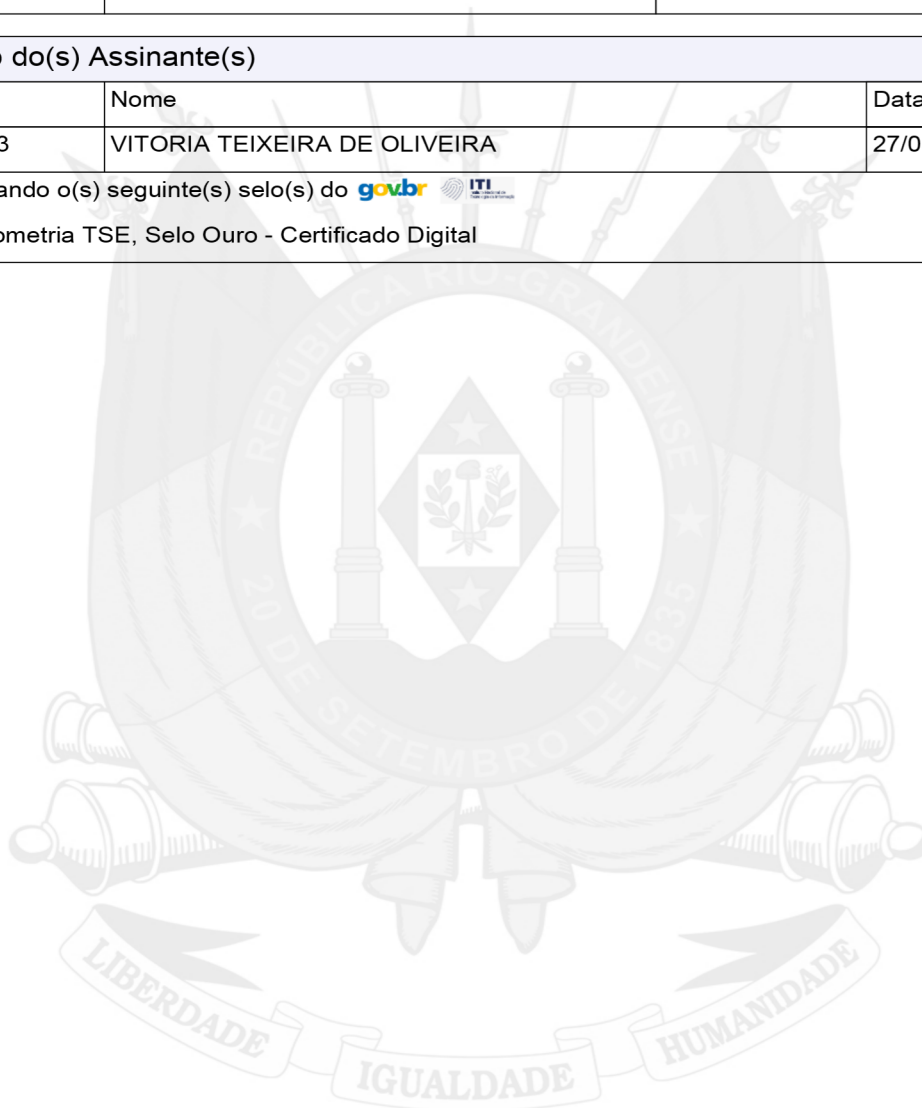 do(s) Assinante(s)
Nome Data
3 VITORIA TEIXEIRA DE OLIVEIRA 27/0
ando o(s) seguinte(s) selo(s) do gov.br ITI
ometria TSE, Selo Ouro - Certificado Digital
REPÚBLICA RIO-GRANDENSE
20 DE SETEMBRO DE 1835
LIBERDADE IGUALDADE HUMANIDADE